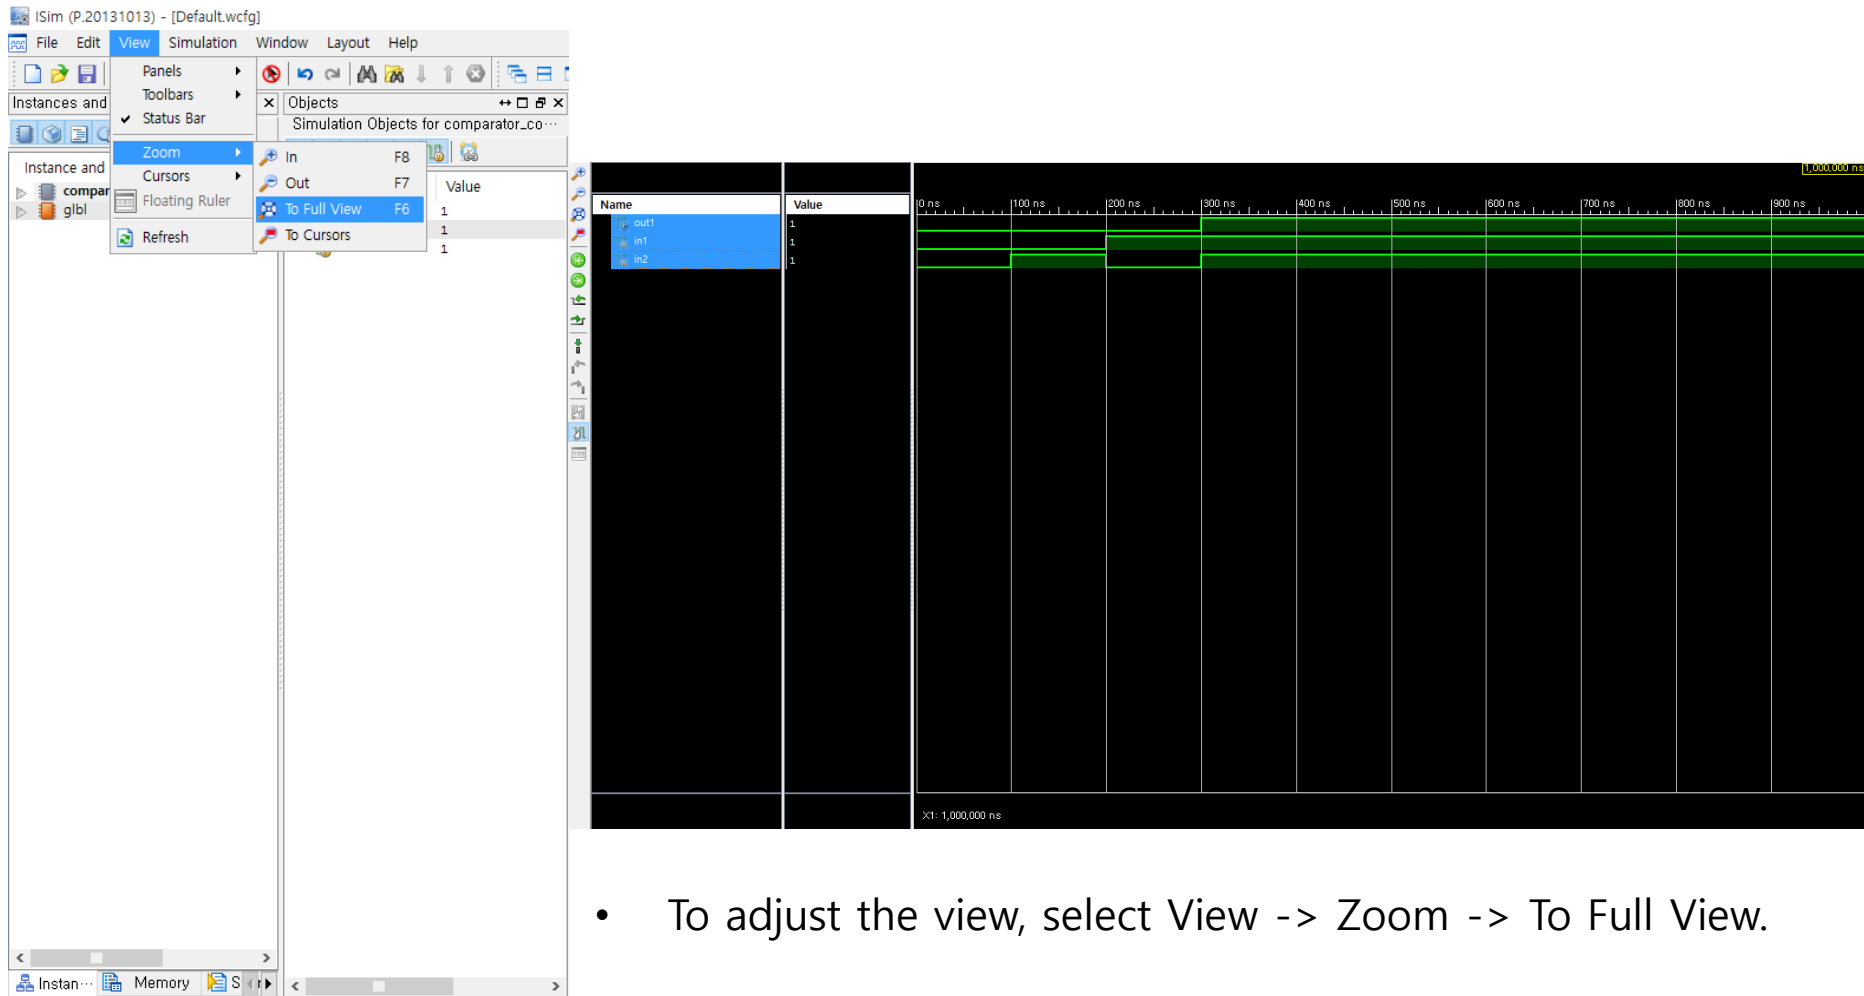 ISim (P.20131013) - [Default.wcfg]
File Edit View Simulation Window Layout Help
Panels
Toolbars
Status Bar
Zoom
Cursors
Floating Ruler
Refresh
In F8
Out F7
To Full View F6
To Cursors
Instances and
Instance and
compar
glbl
Objects
Simulation Objects for comparator_co···
Value
1
1
1
Name Value
out1 1
in1 1
in2 1
1,000,000 ns
0 ns 100 ns 200 ns 300 ns 400 ns 500 ns 600 ns 700 ns 800 ns 900 ns
X1: 1,000,000 ns
Instan··· Memory S
• To adjust the view, select View -> Zoom -> To Full View.